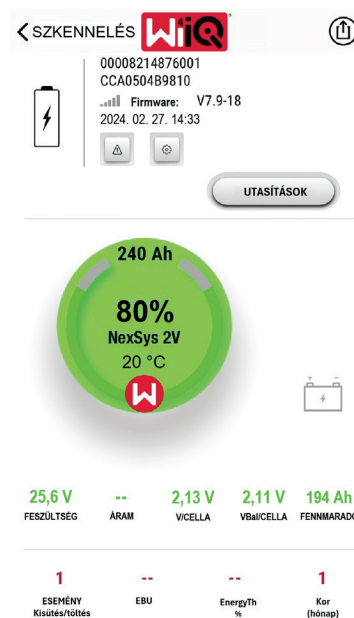 SZKENNELÉS WiiQ
00008214876001
CCA0504B9810
Firmware: V7.9-18
2024. 02. 27. 14:33
UTASÍTÁSOK
240 Ah
80%
NexSys 2V
20 °C
25,6 V -- 2,13 V 2,11 V 194 Ah
FESZÜLTSÉG ÁRAM V/CELLA VBal/CELLA FENNMARADÓ
1 -- -- 1
ESEMÉNY EBU EnergyTh Kor
Kisütés/töltés % (hónap)